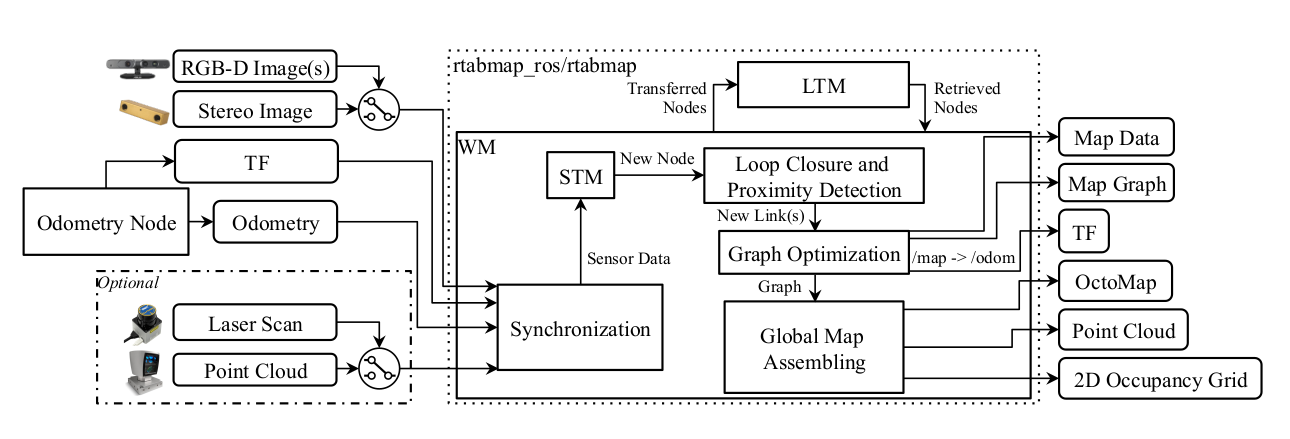 RGB-D Image(s)
Stereo Image
TF
Odometry Node
Odometry
Optional
Laser Scan
Point Cloud
rtabmap_ros/rtabmap
Transferred
Nodes
LTM
Retrieved
Nodes
WM
STM
New Node
Loop Closure and
Proximity Detection
New Link(s)
Sensor Data
Graph Optimization
/map -> /odom
Graph
Synchronization
Global Map
Assembling
Map Data
Map Graph
TF
OctoMap
Point Cloud
2D Occupancy Grid